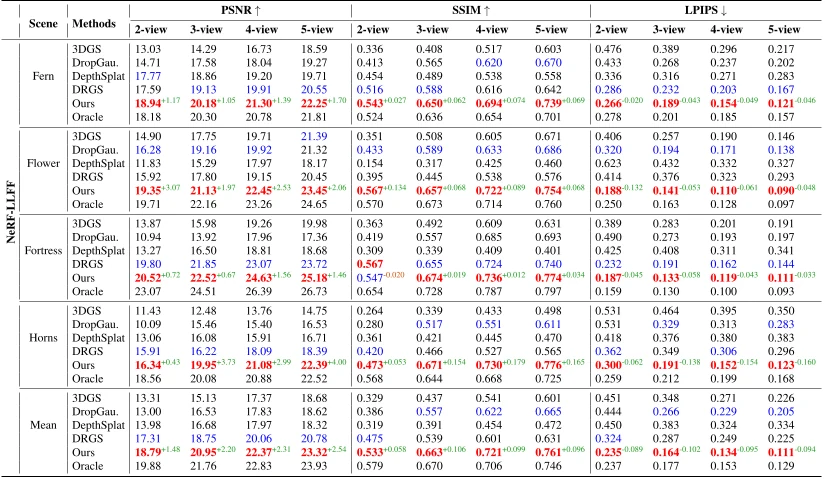 Scene Methods PSNR ↑ SSIM ↑ LPIPS ↓
2-view 3-view 4-view 5-view 2-view 3-view 4-view 5-view 2-view 3-view 4-view 5-view
NeRF-LLFF
Fern
3DGS 13.03 14.29 16.73 18.59 0.336 0.408 0.517 0.603 0.476 0.389 0.296 0.217
DropGau. 14.71 17.58 18.04 19.27 0.413 0.565 0.620 0.670 0.433 0.268 0.237 0.202
DepthSplat 17.77 18.86 19.20 19.71 0.454 0.489 0.538 0.558 0.336 0.316 0.271 0.283
DRGS 17.59 19.13 19.91 20.55 0.516 0.588 0.616 0.642 0.286 0.232 0.203 0.167
Ours 18.94+1.17 20.18+1.05 21.30+1.39 22.25+1.70 0.543+0.027 0.650+0.062 0.694+0.074 0.739+0.069 0.266-0.020 0.189-0.043 0.154-0.049 0.121-0.046
Oracle 18.18 20.30 20.78 21.81 0.524 0.636 0.654 0.701 0.278 0.201 0.185 0.157
Flower
3DGS 14.90 17.75 19.71 21.39 0.351 0.508 0.605 0.671 0.406 0.257 0.190 0.146
DropGau. 16.28 19.16 19.92 21.32 0.433 0.589 0.633 0.686 0.320 0.194 0.171 0.138
DepthSplat 11.83 15.29 17.97 18.17 0.154 0.317 0.425 0.460 0.623 0.432 0.332 0.327
DRGS 15.92 17.80 19.15 20.45 0.395 0.445 0.538 0.576 0.414 0.376 0.323 0.293
Ours 19.35+3.07 21.13+1.97 22.45+2.53 23.45+2.06 0.567+0.134 0.657+0.068 0.722+0.089 0.754+0.068 0.188-0.132 0.141-0.053 0.110-0.061 0.090-0.048
Oracle 19.71 22.16 23.26 24.65 0.570 0.673 0.714 0.760 0.250 0.163 0.128 0.097
Fortress
3DGS 13.87 15.98 19.26 19.98 0.363 0.492 0.609 0.631 0.389 0.283 0.201 0.191
DropGau. 10.94 13.92 17.96 17.36 0.419 0.557 0.685 0.693 0.490 0.273 0.193 0.197
DepthSplat 13.27 16.50 18.81 18.68 0.309 0.339 0.409 0.401 0.425 0.408 0.311 0.341
DRGS 19.80 21.85 23.07 23.72 0.567 0.655 0.724 0.740 0.232 0.191 0.162 0.144
Ours 20.52+0.72 22.52+0.67 24.63+1.56 25.18+1.46 0.547-0.020 0.674+0.019 0.736+0.012 0.774+0.034 0.187-0.045 0.133-0.058 0.119-0.043 0.111-0.033
Oracle 23.07 24.51 26.39 26.73 0.654 0.728 0.787 0.797 0.159 0.130 0.100 0.093
Horns
3DGS 11.43 12.48 13.76 14.75 0.264 0.339 0.433 0.498 0.531 0.464 0.395 0.350
DropGau. 10.09 15.46 15.40 16.53 0.280 0.517 0.551 0.611 0.531 0.329 0.313 0.283
DepthSplat 13.06 16.08 15.91 16.71 0.361 0.421 0.445 0.470 0.418 0.376 0.380 0.383
DRGS 15.91 16.22 18.09 18.39 0.420 0.466 0.527 0.565 0.362 0.349 0.306 0.296
Ours 16.34+0.43 19.95+3.73 21.08+2.99 22.39+4.00 0.473+0.053 0.671+0.154 0.730+0.179 0.776+0.165 0.300-0.062 0.191-0.138 0.152-0.154 0.123-0.160
Oracle 18.56 20.08 20.88 22.52 0.568 0.644 0.668 0.725 0.259 0.212 0.199 0.168
Mean
3DGS 13.31 15.13 17.37 18.68 0.329 0.437 0.541 0.601 0.451 0.348 0.271 0.226
DropGau. 13.00 16.53 17.83 18.62 0.386 0.557 0.622 0.665 0.444 0.266 0.229 0.205
DepthSplat 13.98 16.68 17.97 18.32 0.319 0.391 0.454 0.472 0.450 0.383 0.324 0.334
DRGS 17.31 18.75 20.06 20.78 0.475 0.539 0.601 0.631 0.324 0.287 0.249 0.225
Ours 18.79+1.48 20.95+2.20 22.37+2.31 23.32+2.54 0.533+0.058 0.663+0.106 0.721+0.099 0.761+0.096 0.235-0.089 0.164-0.102 0.134-0.095 0.111-0.094
Oracle 19.88 21.76 22.83 23.93 0.579 0.670 0.706 0.746 0.237 0.177 0.153 0.129